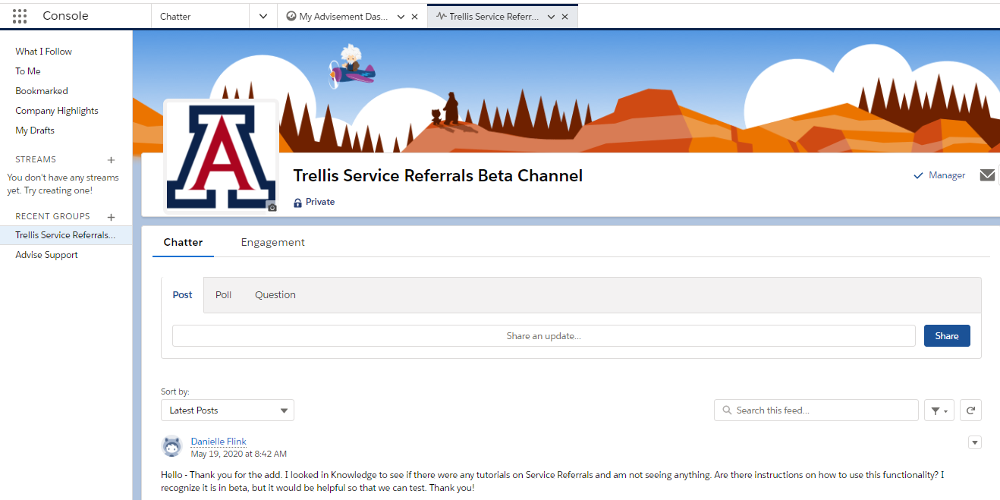 Console
Chatter
My Advisement Das...
Trellis Service Referr...
What I Follow
To Me
Bookmarked
Company Highlights
My Drafts
STREAMS
You don't have any streams
yet. Try creating one!
RECENT GROUPS
Trellis Service Referrals...
Advise Support
A
Trellis Service Referrals Beta Channel
Manager
Private
Chatter
Engagement
Post
Poll
Question
Share an update...
Share
Sort by:
Latest Posts
Search this feed...
Danielle Flink
May 19, 2020 at 8:42 AM
Hello - Thank you for the add. I looked in Knowledge to see if there were any tutorials on Service Referrals and am not seeing anything. Are there instructions on how to use this functionality? I
recognize it is in beta, but it would be helpful so that we can test. Thank you!